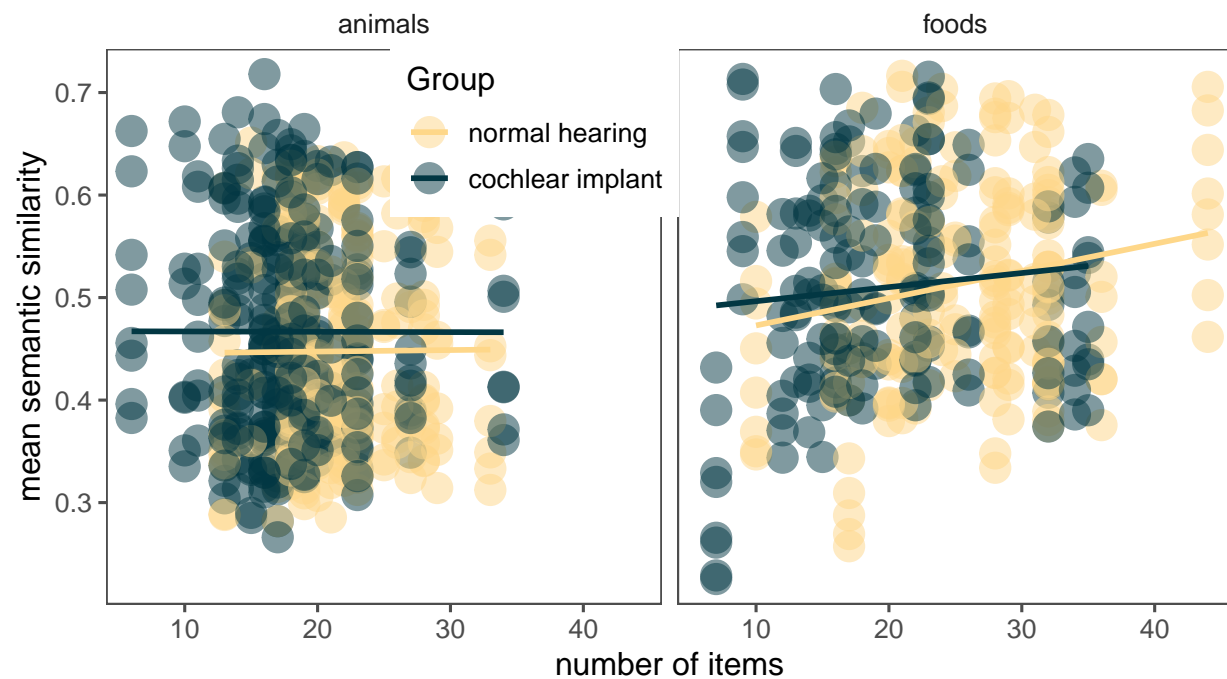 animals
foods
Group
normal hearing
cochlear implant
mean semantic similarity
0.7
0.6
0.5
0.4
0.3
10 20 30 40
10 20 30 40
number of items